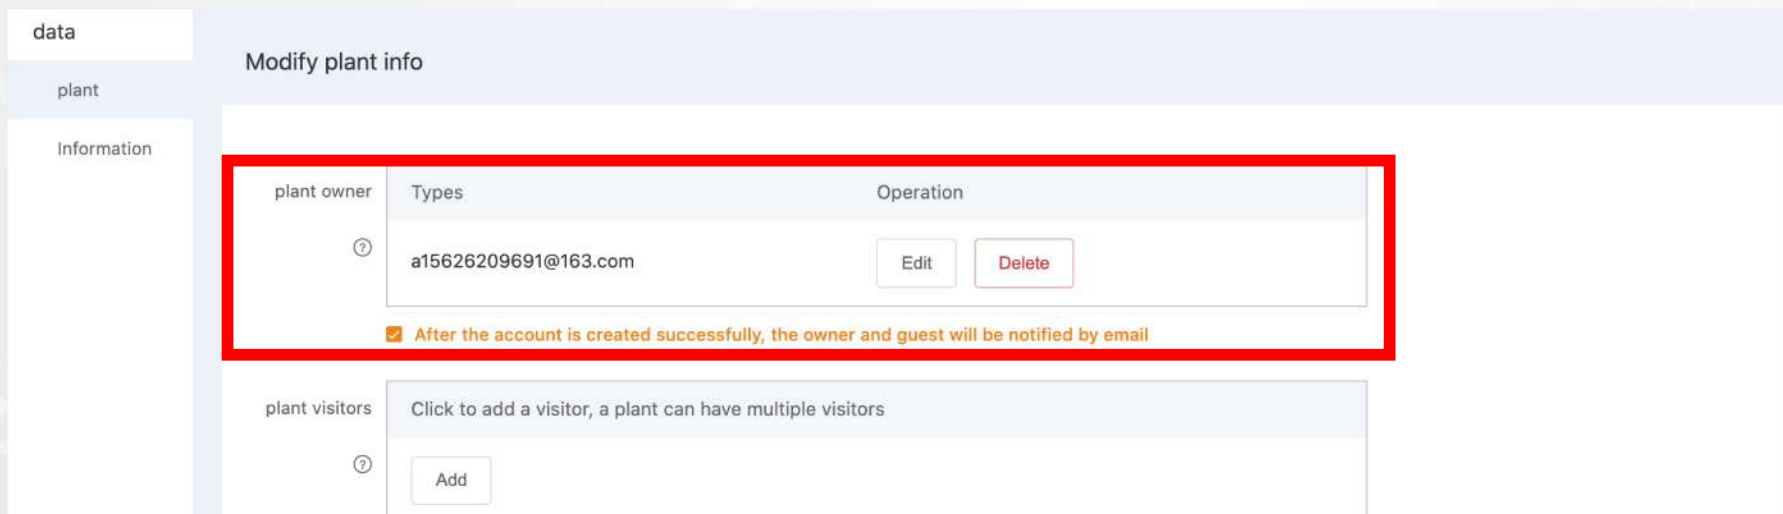 data
Modify plant info
plant
Information
plant owner
Types
Operation
a15626209691@163.com
Edit
Delete
After the account is created successfully, the owner and guest will be notified by email
plant visitors
Click to add a visitor, a plant can have multiple visitors
Add